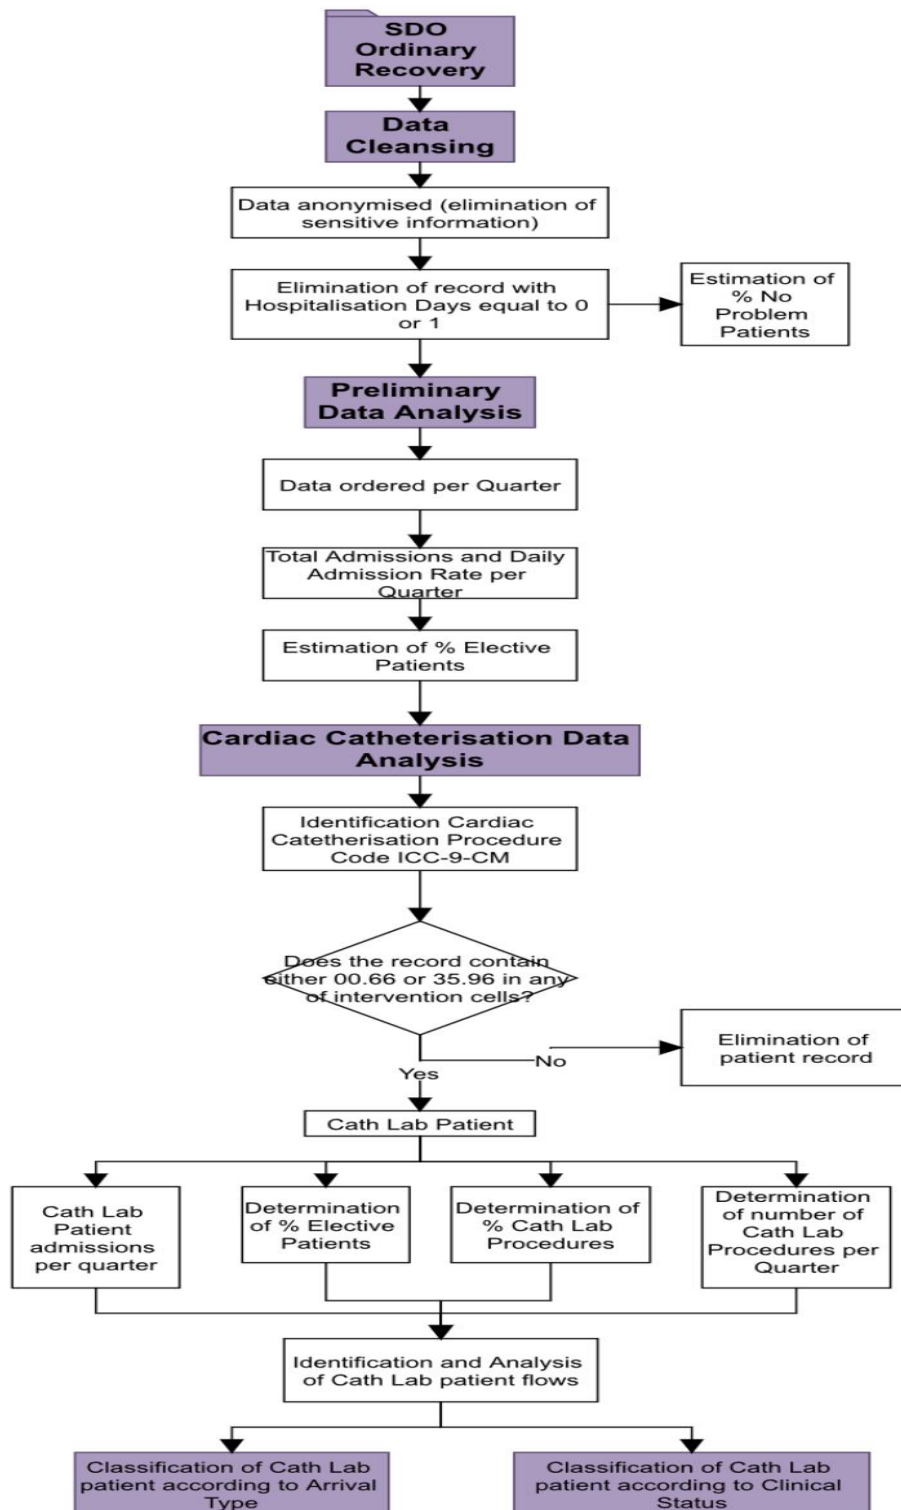 SDO
Ordinary
Recovery
Data
Cleansing
Data anonymised (elimination of
sensitive information)
Elimination of record with
Hospitalisation Days equal to 0
or 1
Estimation of
% No
Problem
Patients
Preliminary
Data Analysis
Data ordered per Quarter
Total Admissions and Daily
Admission Rate per
Quarter
Estimation of % Elective
Patients
Cardiac Catheterisation Data
Analysis
Identification Cardiac
Catetherisation Procedure
Code ICC-9-CM
Does the record contain
either 00.66 or 35.96 in any
of intervention cells?
Elimination of
patient record
No
Yes
Cath Lab Patient
Cath Lab
Patient
admissions
per quarter
Determination
of % Elective
Patients
Determination of
% Cath Lab
Procedures
Determination
of number of
Cath Lab
Procedures per
Quarter
Identification and Analysis
of Cath Lab patient flows
Classification of Cath Lab
patient according to Arrival
Type
Classification of Cath Lab
patient according to Clinical
Status